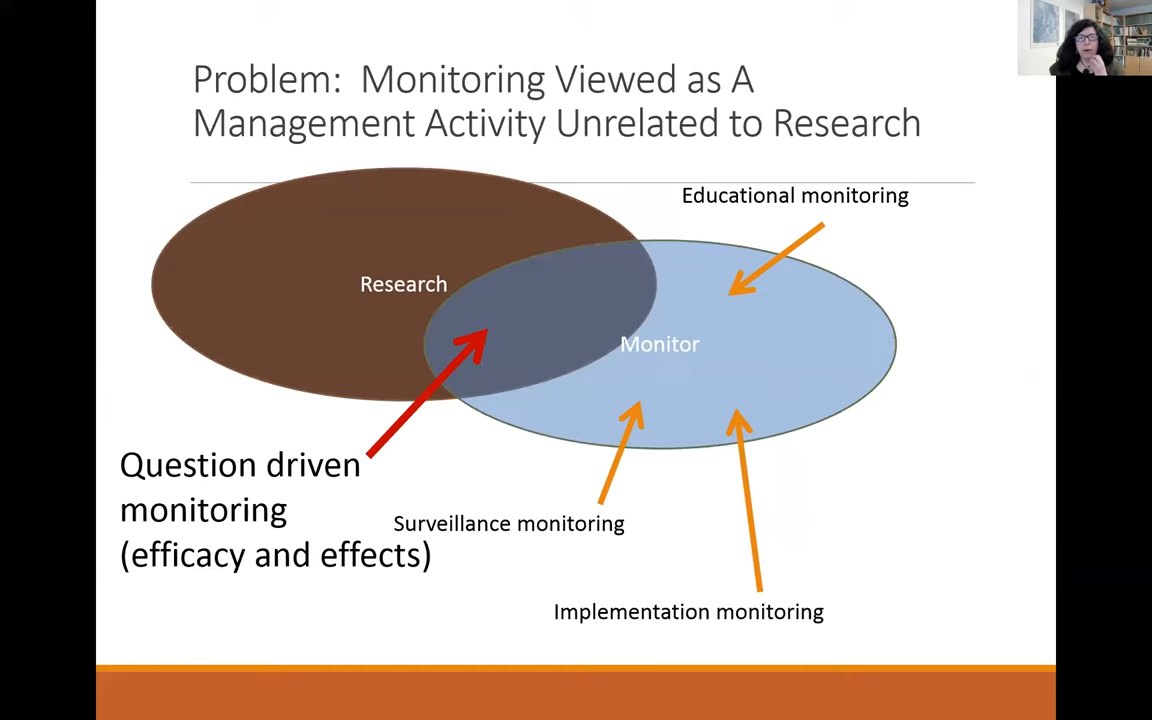 Problem:  Monitoring Viewed as A
Management Activity Unrelated to Research
Educational monitoring
Research
Monitor
Question driven
monitoring
(efficacy and effects)
Surveillance monitoring
Implementation monitoring